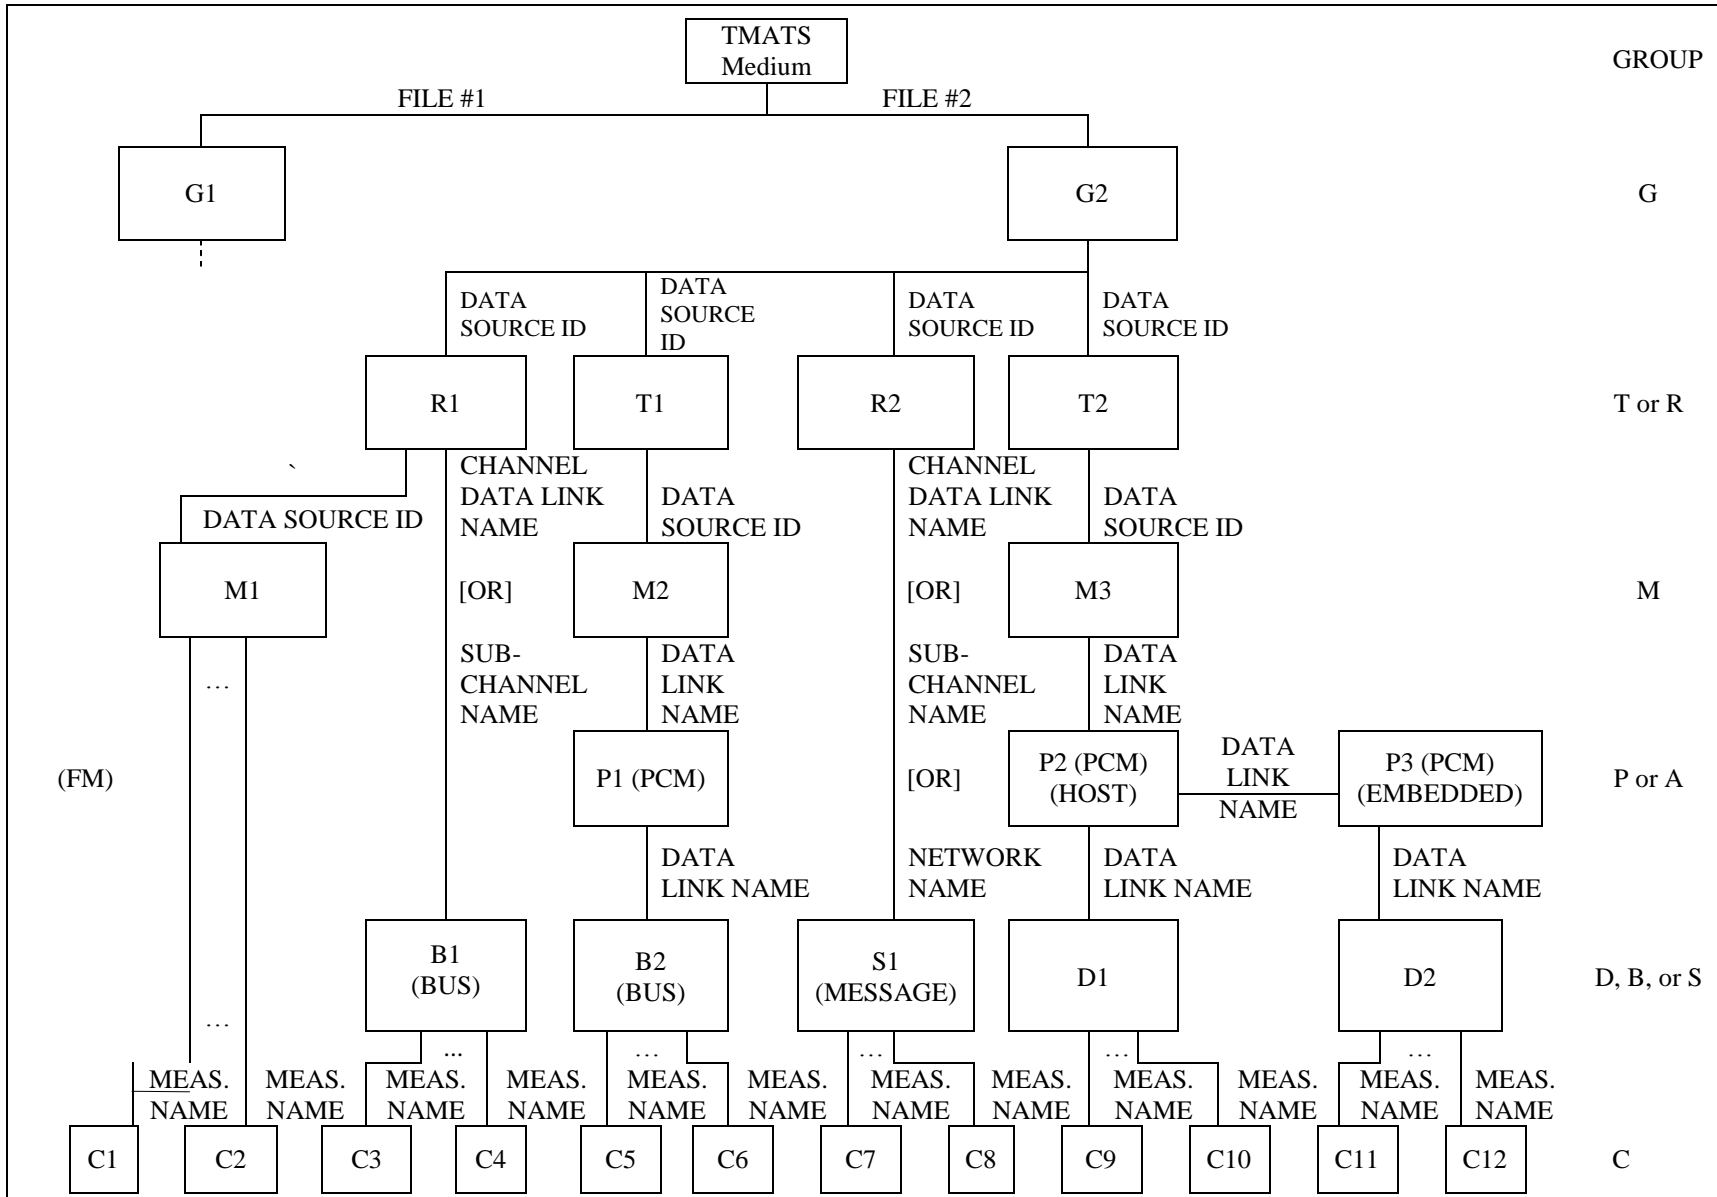 TMATS
Medium
GROUP
FILE #1
FILE #2
G1
G2
G
DATA
SOURCE ID
DATA
SOURCE
ID
DATA
SOURCE ID
DATA
SOURCE ID
R1
T1
R2
T2
T or R
`
CHANNEL
DATA LINK
NAME
CHANNEL
DATA LINK
NAME
DATA SOURCE ID
DATA
SOURCE ID
DATA
SOURCE ID
M1
[OR]
M2
[OR]
M3
M
…
SUB-
CHANNEL
NAME
DATA
LINK
NAME
SUB-
CHANNEL
NAME
DATA
LINK
NAME
(FM)
P1 (PCM)
[OR]
P2 (PCM)
(HOST)
DATA
LINK
NAME
P3 (PCM)
(EMBEDDED)
P or A
DATA
LINK NAME
NETWORK
NAME
DATA
LINK NAME
DATA
LINK NAME
B1
(BUS)
B2
(BUS)
S1
(MESSAGE)
D1
D2
D, B, or S
…
...
…
…
…
…
MEAS.
NAME
MEAS.
NAME
MEAS.
NAME
MEAS.
NAME
MEAS.
NAME
MEAS.
NAME
MEAS.
NAME
MEAS.
NAME
MEAS.
NAME
MEAS.
NAME
MEAS.
NAME
MEAS.
NAME
C1
C2
C3
C4
C5
C6
C7
C8
C9
C10
C11
C12
C